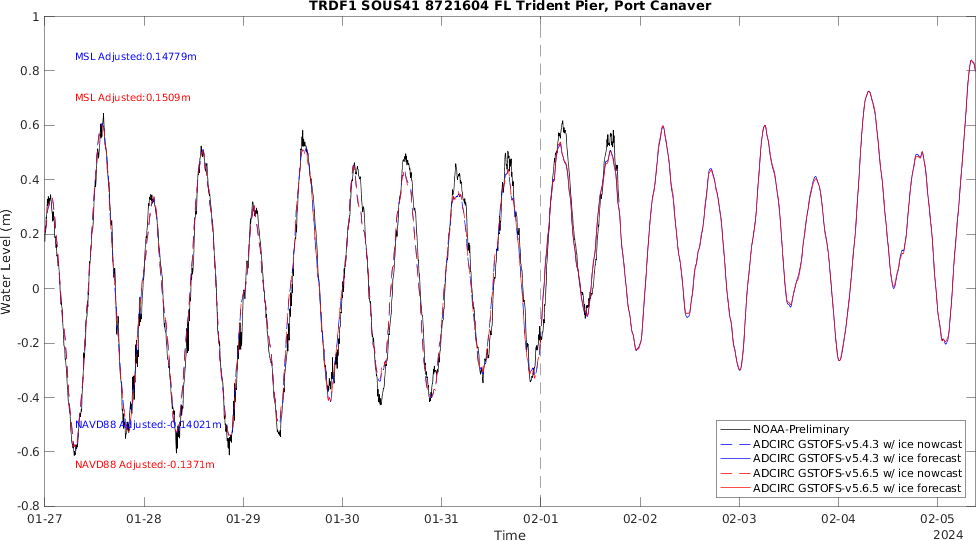 TRDF1 SOUS41 8721604 FL Trident Pier, Port Canaver
1
0.8
0.6
0.4
0.2
0
-0.2
-0.4
-0.6
-0.8
Water Level (m)
MSL Adjusted:0.14779m
MSL Adjusted:0.1509m
NAVD88 Adjusted:-0.14021m
NAVD88 Adjusted:-0.1371m
NOAA-Preliminary
ADCIRC GSTOFS-v5.4.3 w/ ice nowcast
ADCIRC GSTOFS-v5.4.3 w/ ice forecast
ADCIRC GSTOFS-v5.6.5 w/ ice nowcast
ADCIRC GSTOFS-v5.6.5 w/ ice forecast
01-27 01-28 01-29 01-30 01-31 02-01 02-02 02-03 02-04 02-05
Time
2024